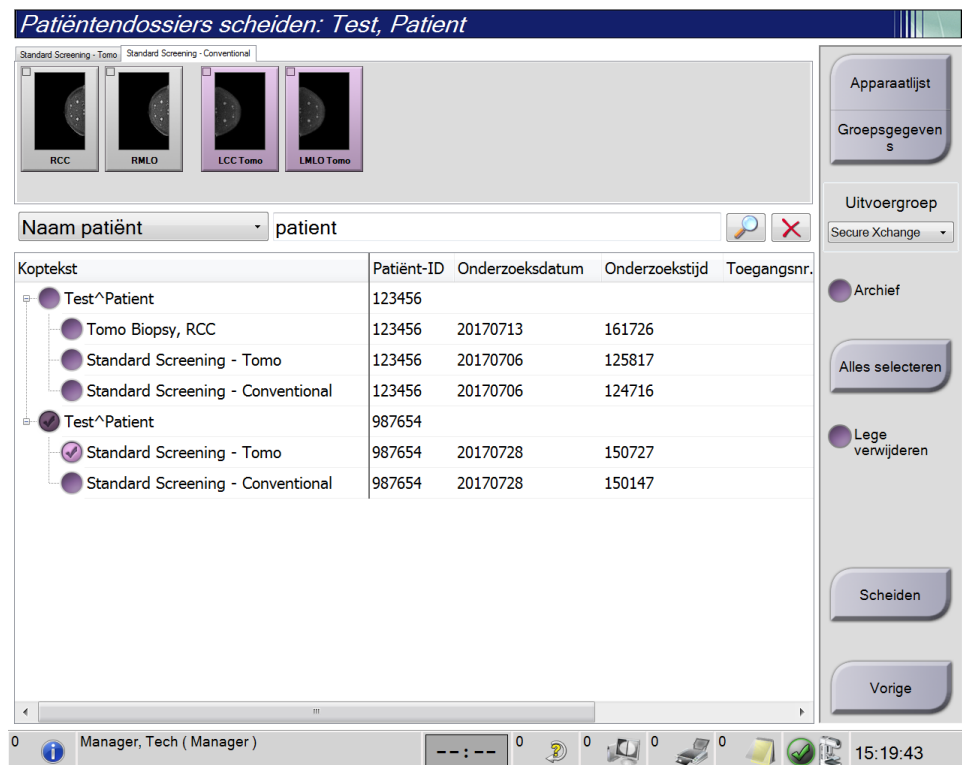 Patiëntendossiers scheiden: Test, Patient
Standard Screening - Tomo
Standard Screening - Conventional
RCC
RMLO
LCC Tomo
LMLO Tomo
Naam patiënt
patient
Koptekst Patiënt-ID Onderzoeksdatum Onderzoekstijd Toegangsnr.
Test^Patient 123456
Tomo Biopsy, RCC 123456 20170713 161726
Standard Screening - Tomo 123456 20170706 125817
Standard Screening - Conventional 123456 20170706 124716
Test^Patient 987654
Standard Screening - Tomo 987654 20170728 150727
Standard Screening - Conventional 987654 20170728 150147
Apparaatlijst
Groepsgegeven
s
Uitvoergroep
Secure Xchange
Archief
Alles selecteren
Lege
verwijderen
Scheiden
Vorige
0 Manager, Tech ( Manager ) --:-- 0 0 0 0 15:19:43